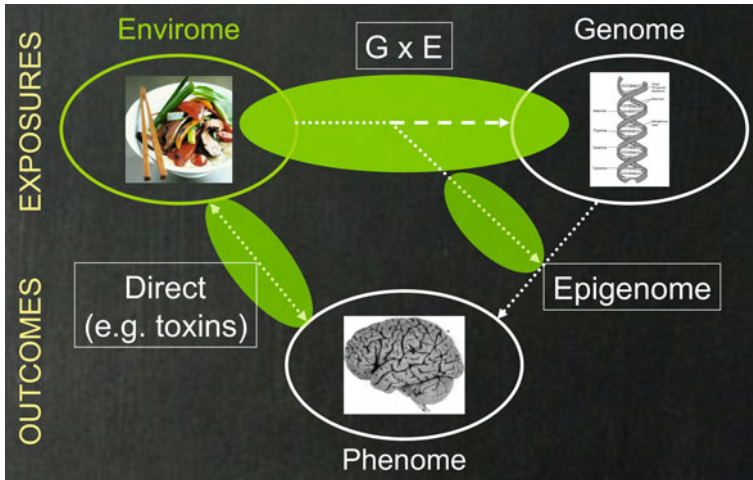 Envirome
G x E
Genome
EXPOSURES
Direct
(e.g. toxins)
Epigenome
OUTCOMES
Phenome